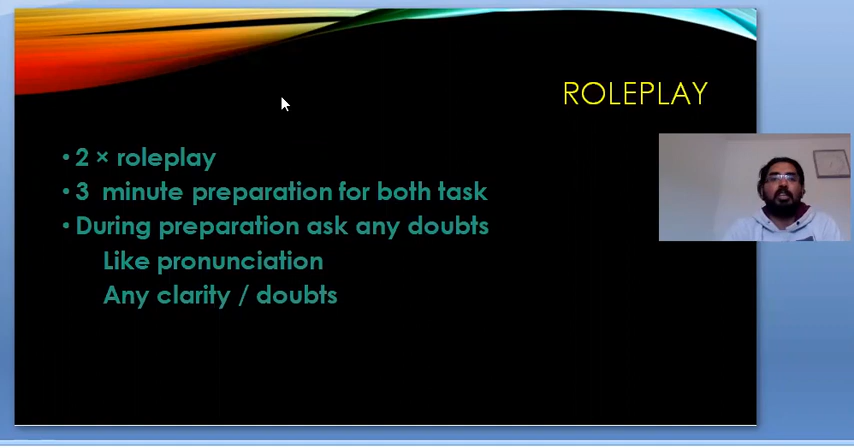 ROLEPLAY
• 2 × roleplay
• 3 minute preparation for both task
• During preparation ask any doubts
Like pronunciation
Any clarity / doubts